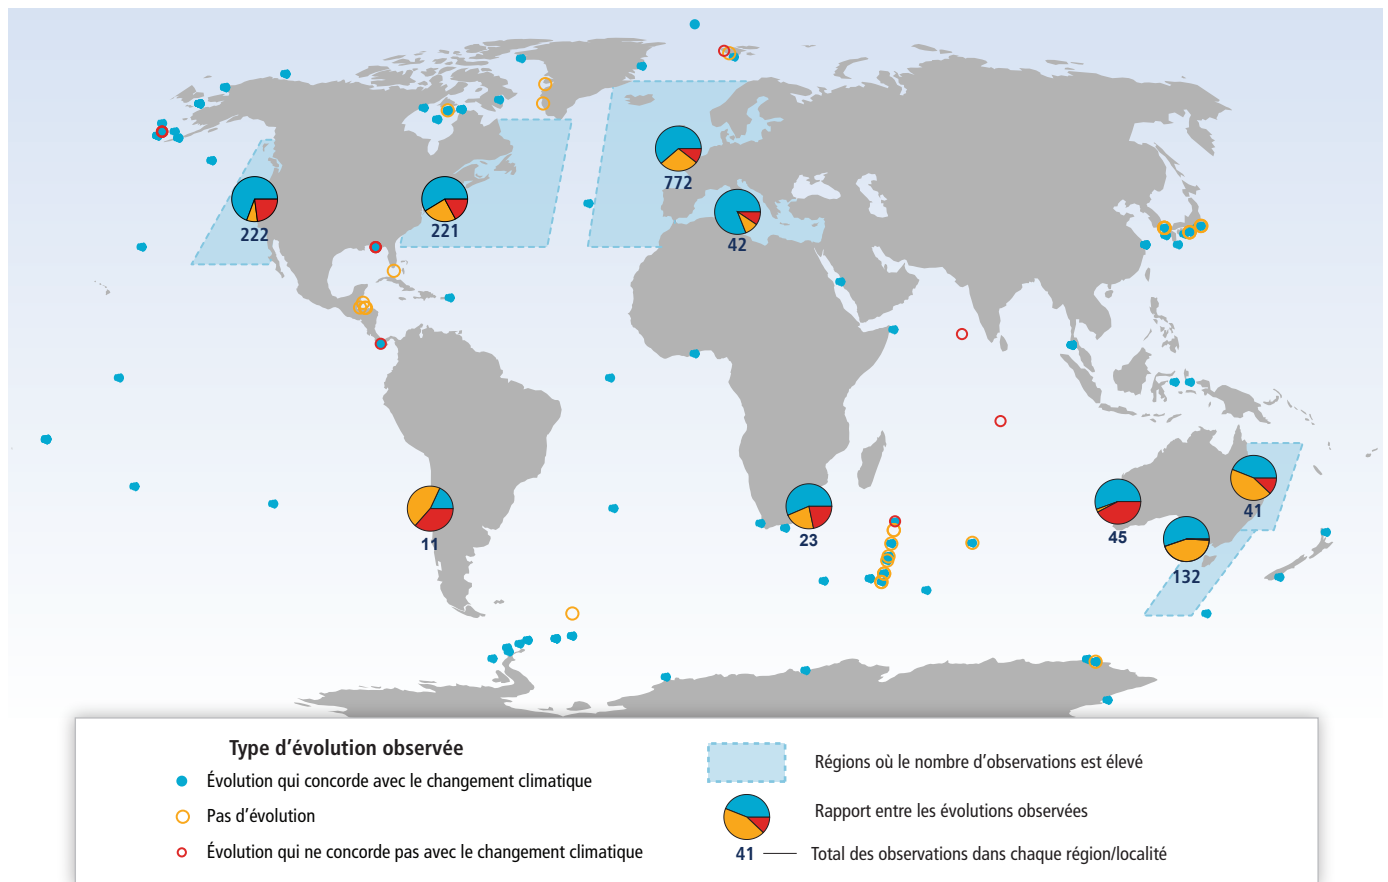 772
222
221
42
11
23
45
41
132
Type d’évolution observée
Évolution qui concorde avec le changement climatique
Pas d’évolution
Évolution qui ne concorde pas avec le changement climatique
Régions où le nombre d’observations est élevé
Rapport entre les évolutions observées
41
Total des observations dans chaque région/localité